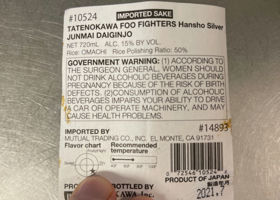 #10524
IMPORTED SAKE
TATENOKAWA FOO FIGHTERS Hansho Silver
JUNMAI DAIGINJO
NET 720mL ALC. 15% BY VOL.
Rice: OMACHI Rice Polishing Ratio: 50%
GOVERNMENT WARNING: (1) ACCORDING TO
THE SURGEON GENERAL, WOMEN SHOULD
NOT DRINK ALCOHOLIC BEVERAGES DURING
PREGNANCY BECAUSE OF THE RISK OF BIRTH
DEFECTS. (2) CONSUMPTION OF ALCOHOLIC
BEVERAGES IMPAIRS YOUR ABILITY TO DRIVE
A CAR OR OPERATE MACHINERY, AND MAY
CAUSE HEALTH PROBLEMS.
#14893
IMPORTED BY
MUTUAL TRADING CO., INC. EL MONTE, CA 91731
Flavor chart
Recommended
temperature
PRODUCT OF JAPAN
BOTTLED BY
2021.7